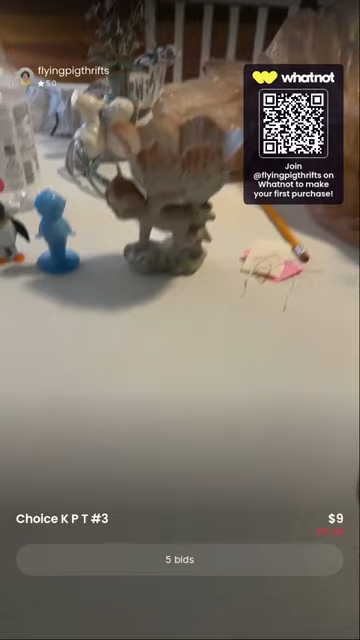 flyingpigthrifts
★5.0
whatnot
Join
@flyingpigthrifts on
Whatnot to make
your first purchase!
Choice K P T #3
$9
5 bids